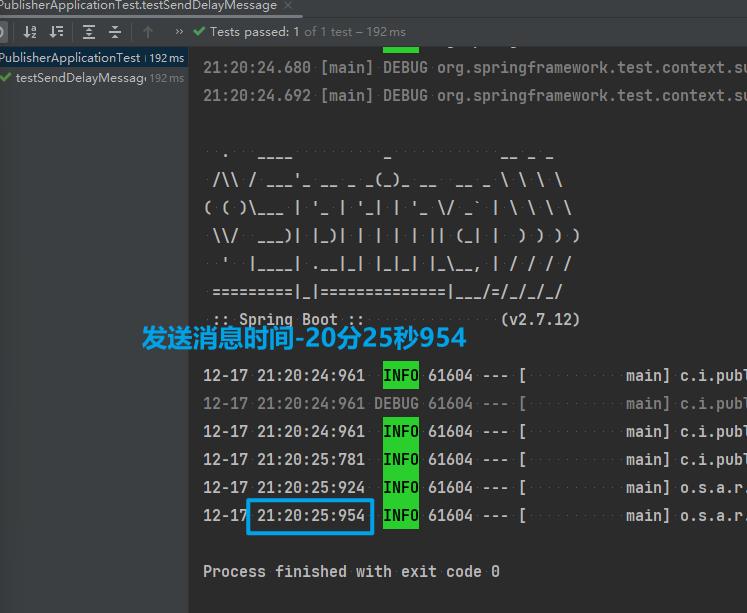 PublisherApplicationTest.testSendDelayMessage ×
Tests passed: 1 of 1 test – 192 ms
PublisherApplicationTest 192 ms
testSendDelayMessage 192 ms
21:20:24.680 [main] DEBUG org.springframework.test.context.su
21:20:24.692 [main] DEBUG org.springframework.test.context.su
  .   ____          _            __ _ _
 /\\ / ___'_ __ _ _(_)_ __  __ _ \ \ \ \
( ( )\___ | '_ | '_| | '_ \/ _` | \ \ \ \
 \\/  ___)| |_)| | | | | || (_| |  ) ) ) )
  '  |____| .__|_| |_|_| |_\__, | / / / /
 =========|_|==============|___/=/_/_/_/
:: Spring Boot :: (v2.7.12)
发送消息时间-20分25秒954
12-17 21:20:24:961 INFO 61604 --- [ main] c.i.publ
12-17 21:20:24:961 DEBUG 61604 --- [ main] c.i.publ
12-17 21:20:24:961 INFO 61604 --- [ main] c.i.publ
12-17 21:20:25:781 INFO 61604 --- [ main] c.i.publ
12-17 21:20:25:924 INFO 61604 --- [ main] o.s.a.r.
12-17 21:20:25:954 INFO 61604 --- [ main] o.s.a.r.
Process finished with exit code 0